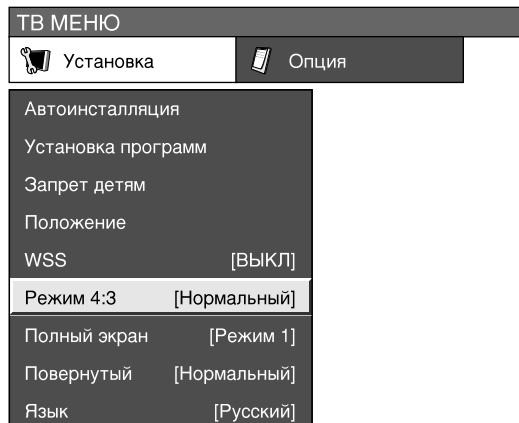 ТВ МЕНЮ
Установка Опция
Автоинсталляция
Установка программ
Запрет детям
Положение
WSS [ВЫКЛ]
Режим 4:3 [Нормальный]
Полный экран [Режим 1]
Повернутый [Нормальный]
Язык [Русский]